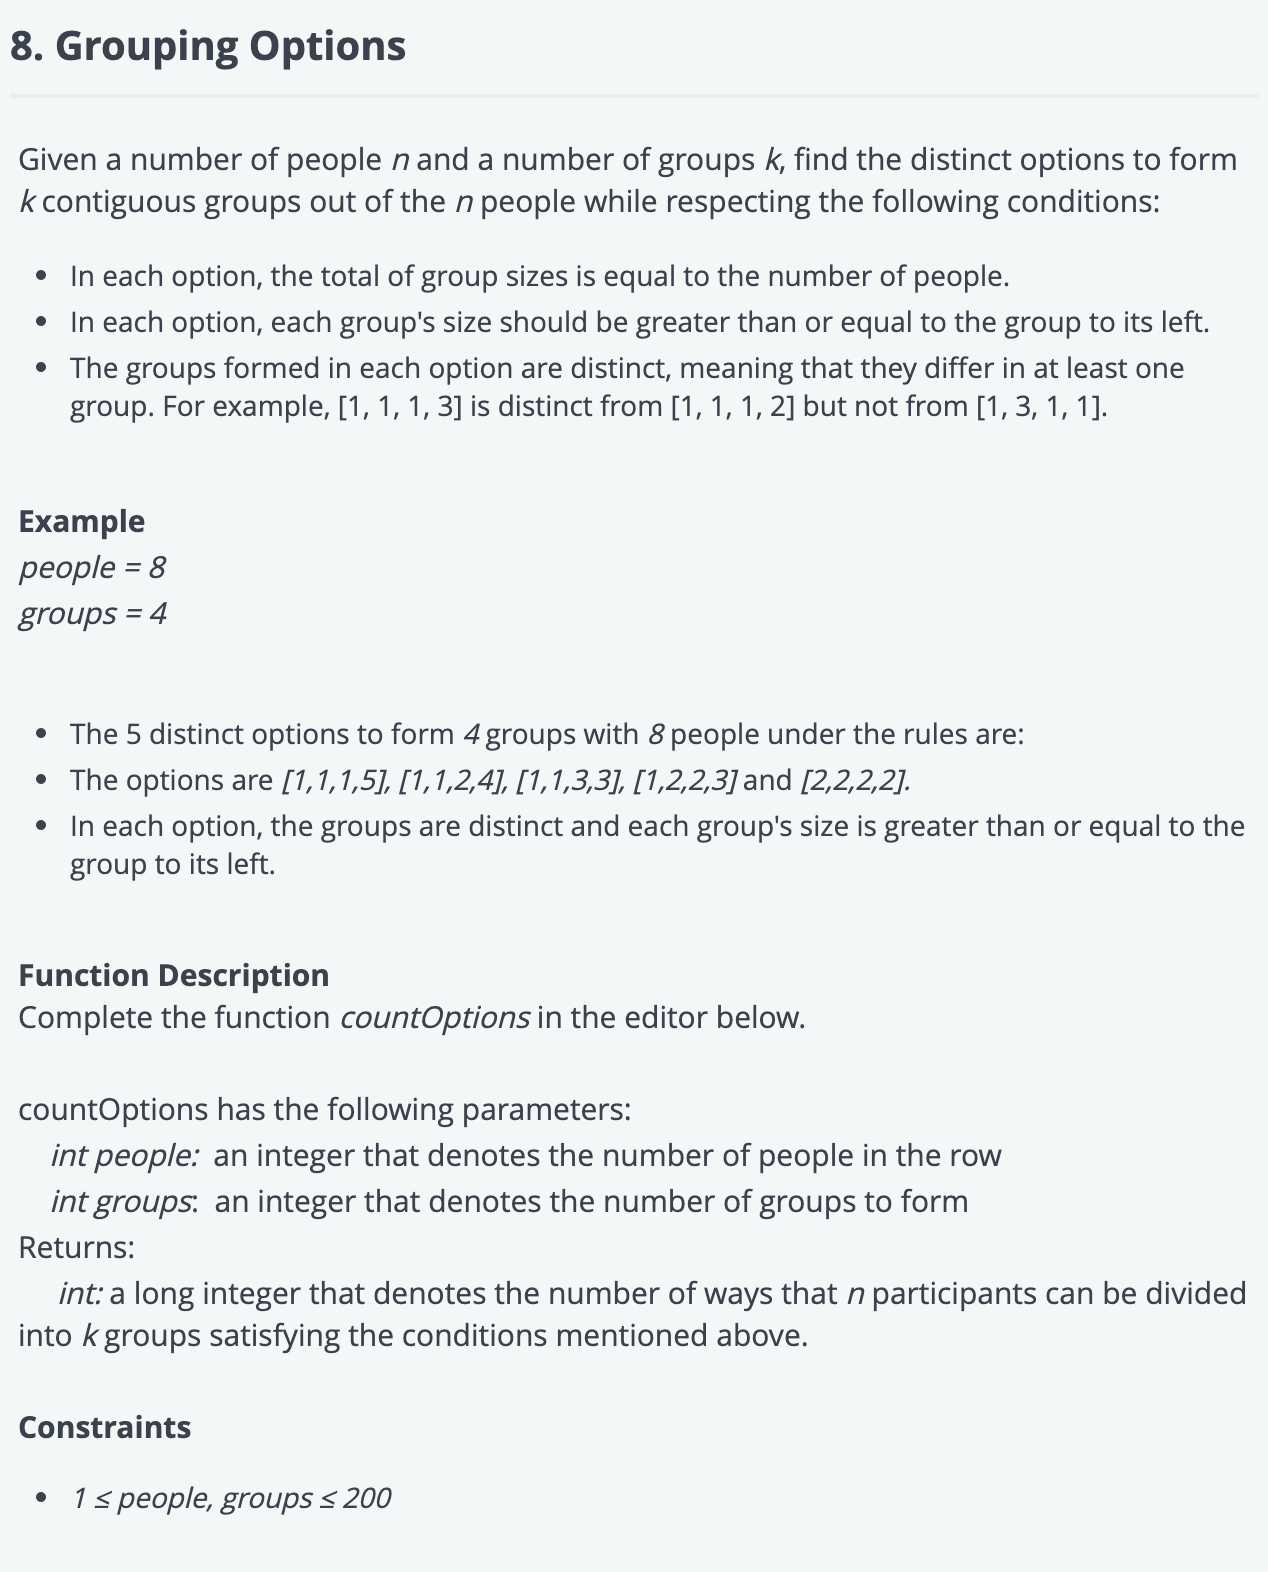 8. Grouping Options
Given a number of people n and a number of groups k, find the distinct options to form
k contiguous groups out of the n people while respecting the following conditions:
• In each option, the total of group sizes is equal to the number of people.
• In each option, each group's size should be greater than or equal to the group to its left.
• The groups formed in each option are distinct, meaning that they differ in at least one
group. For example, [1, 1, 1, 3] is distinct from [1, 1, 1, 2] but not from [1, 3, 1, 1].
Example
people = 8
groups = 4
• The 5 distinct options to form 4 groups with 8 people under the rules are:
• The options are [1,1,1,5], [1,1,2,4], [1,1,3,3], [1,2,2,3] and [2,2,2,2].
• In each option, the groups are distinct and each group's size is greater than or equal to the
group to its left.
Function Description
Complete the function countOptions in the editor below.
countOptions has the following parameters:
int people: an integer that denotes the number of people in the row
int groups: an integer that denotes the number of groups to form
Returns:
int: a long integer that denotes the number of ways that n participants can be divided
into k groups satisfying the conditions mentioned above.
Constraints
• 1 ≤ people, groups ≤ 200